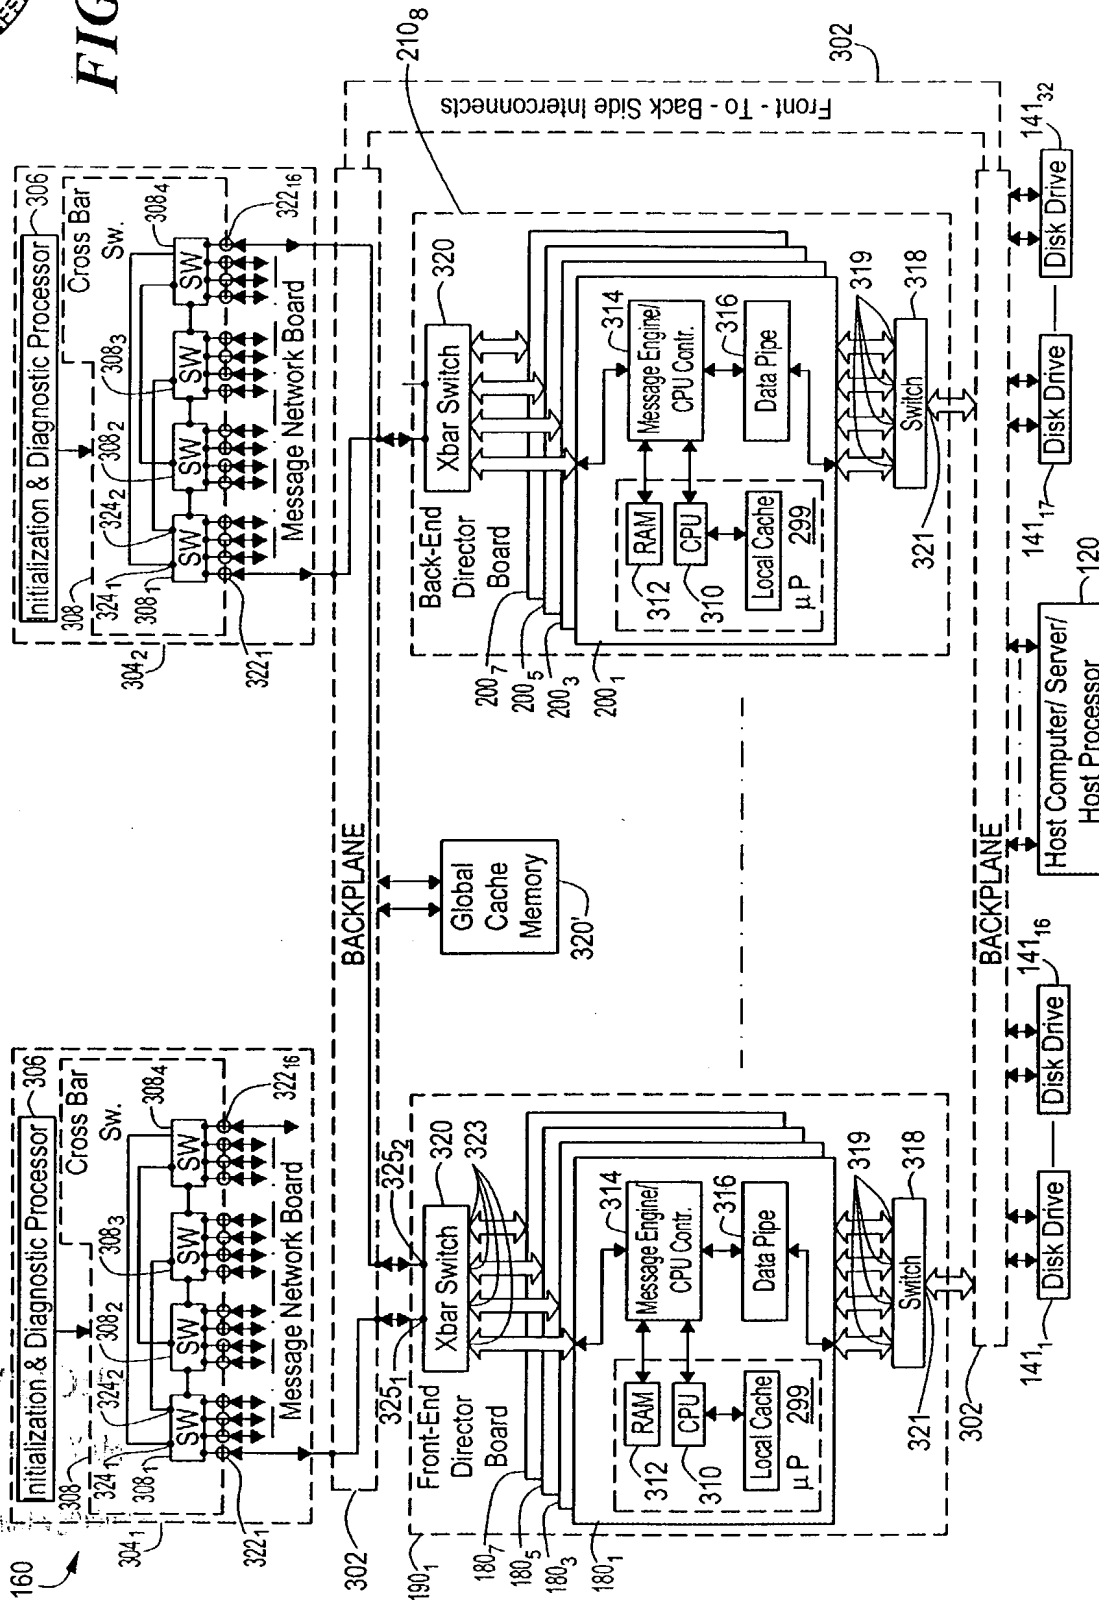 FIG
160
304₁
308
Initialization & Diagnostic Processor
306
Cross Bar
Sw.
324₁
324₂
308₁
308₂
308₃
308₄
SW
SW
SW
SW
322₁
322₁₆
Message Network Board
304₂
308
Initialization & Diagnostic Processor
306
Cross Bar
Sw.
324₁
324₂
308₁
308₂
308₃
308₄
SW
SW
SW
SW
322₁
322₁₆
Message Network Board
302
BACKPLANE
Front - To - Back Side Interconnects
302
Global
Cache
Memory
320'
190₁
325₁
325₂
Front-End
Director
Board
Xbar Switch
320
323
180₇
180₅
180₃
180₁
Message Engine/
CPU Contr.
314
316
Data Pipe
RAM
312
CPU
310
Local Cache
299
µP
319
318
Switch
321
210₈
Back-End
Director
Board
Xbar Switch
320
200₇
200₅
200₃
200₁
Message Engine/
CPU Contr.
314
316
Data Pipe
RAM
312
CPU
310
Local Cache
299
µP
319
318
Switch
321
302
BACKPLANE
141₁
Disk Drive
Disk Drive
141₁₆
Host Computer/ Server/
Host Processor
120
141₁₇
Disk Drive
Disk Drive
141₃₂